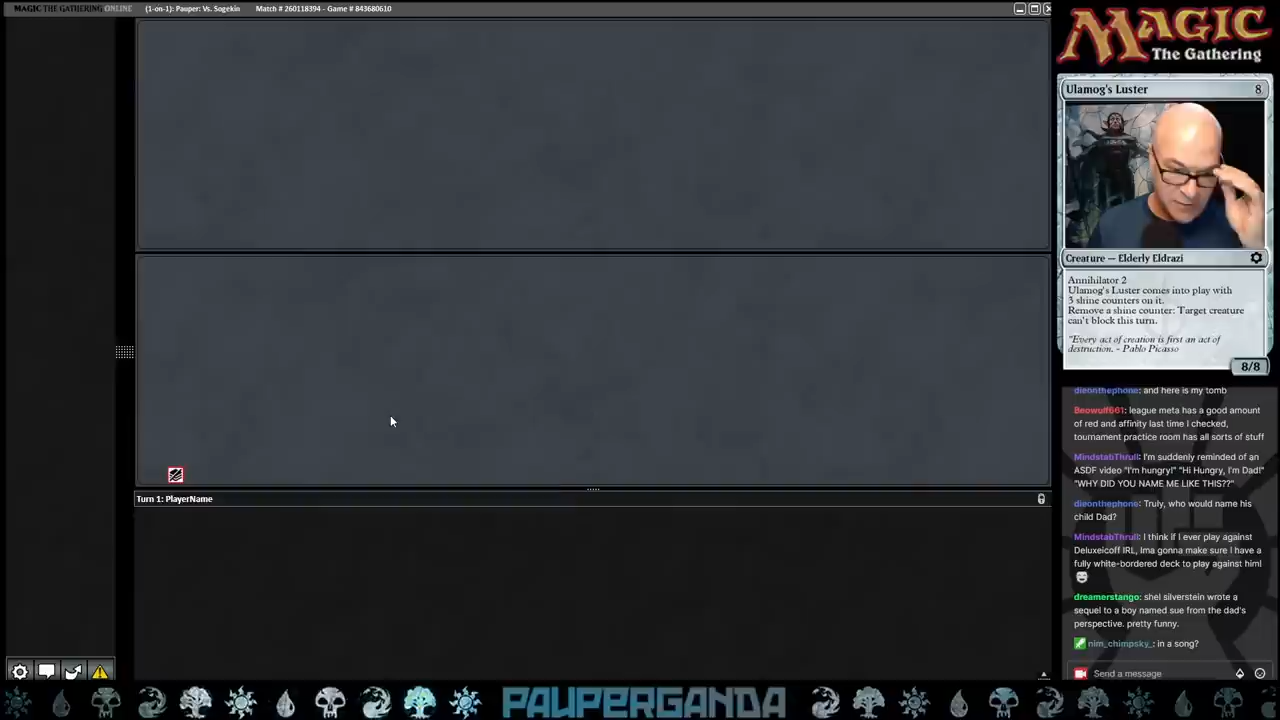 MAGIC THE GATHERING ONLINE (1-on-1): Pauper: Vs. Sogekin Match # 260118394 - Game # 843680610
MAGIC
The Gathering
Ulamog's Luster 8
Creature — Elderly Eldrazi
Annihilator 2
Ulamog's Luster comes into play with
3 shine counters on it.
Remove a shine counter: Target creature
can't block this turn.
"Every act of creation is first an act of
destruction. - Pablo Picasso
8/8
dieonthephone: and here is my tomb
Beowulf661: league meta has a good amount
of red and affinity last time I checked,
tournament practice room has all sorts of stuff
MindstabThrull: I'm suddenly reminded of an
ASDF video "I'm hungry!" "Hi Hungry, I'm Dad!"
"WHY DID YOU NAME ME LIKE THIS??"
dieonthephone: Truly, who would name his
child Dad?
MindstabThrull: I think if I ever play against
Deluxeicoff IRL, Ima gonna make sure I have a
fully white-bordered deck to play against him!
dreamerstango: shel silverstein wrote a
sequel to a boy named sue from the dad's
perspective. pretty funny.
nim_chimpsky_: in a song?
Send a message
Turn 1: PlayerName
PAUPERGANDA